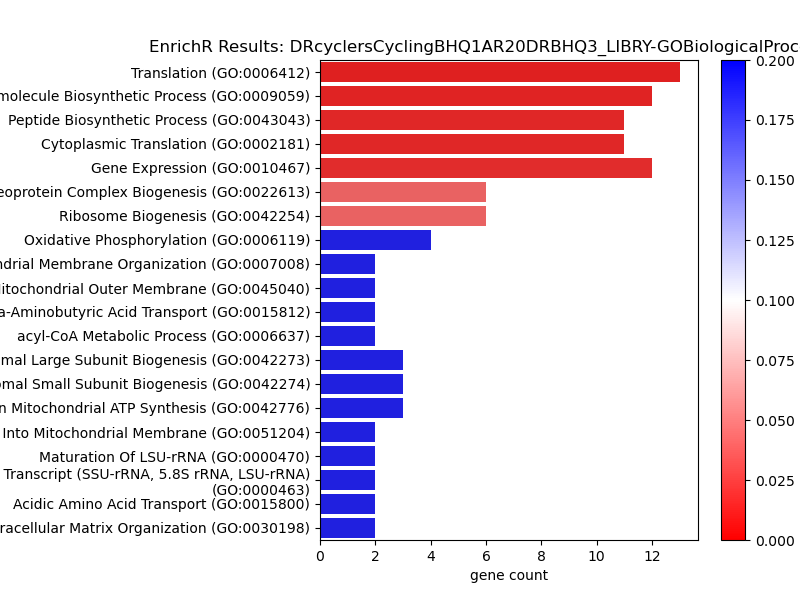 EnrichR Results: DRcyclersCyclingBHQ1AR20DRBHQ3_LIBRY-GOBiologicalProc
Translation (GO:0006412)
molecule Biosynthetic Process (GO:0009059)
Peptide Biosynthetic Process (GO:0043043)
Cytoplasmic Translation (GO:0002181)
Gene Expression (GO:0010467)
eoprotein Complex Biogenesis (GO:0022613)
Ribosome Biogenesis (GO:0042254)
Oxidative Phosphorylation (GO:0006119)
ndrial Membrane Organization (GO:0007008)
itochondrial Outer Membrane (GO:0045040)
a-Aminobutyric Acid Transport (GO:0015812)
acyl-CoA Metabolic Process (GO:0006637)
mal Large Subunit Biogenesis (GO:0042273)
omal Small Subunit Biogenesis (GO:0042274)
n Mitochondrial ATP Synthesis (GO:0042776)
Into Mitochondrial Membrane (GO:0051204)
Maturation Of LSU-rRNA (GO:0000470)
Transcript (SSU-rRNA, 5.8S rRNA, LSU-rRNA)
(GO:0000463)
Acidic Amino Acid Transport (GO:0015800)
racellular Matrix Organization (GO:0030198)
0 2 4 6 8 10 12
gene count
0.200
0.175
0.150
0.125
0.100
0.075
0.050
0.025
0.000